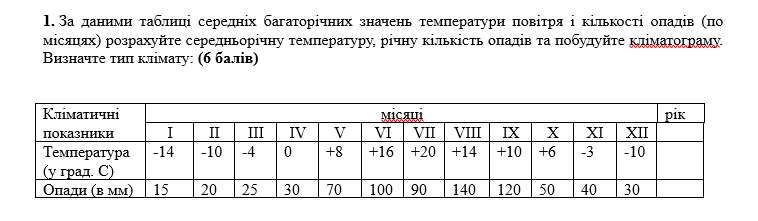 1. За даними таблиці середніх багаторічних значень температури повітря і кількості опадів (по
місяцях) розрахуйте середньорічну температуру, річну кількість опадів та побудуйте кліматограму.
Визначте тип клімату: (6 балів)
Кліматичні показники місяці рік
I II III IV V VI VII VIII IX X XI XII
Температура (у град. С) -14 -10 -4 0 +8 +16 +20 +14 +10 +6 -3 -10
Опади (в мм) 15 20 25 30 70 100 90 140 120 50 40 30